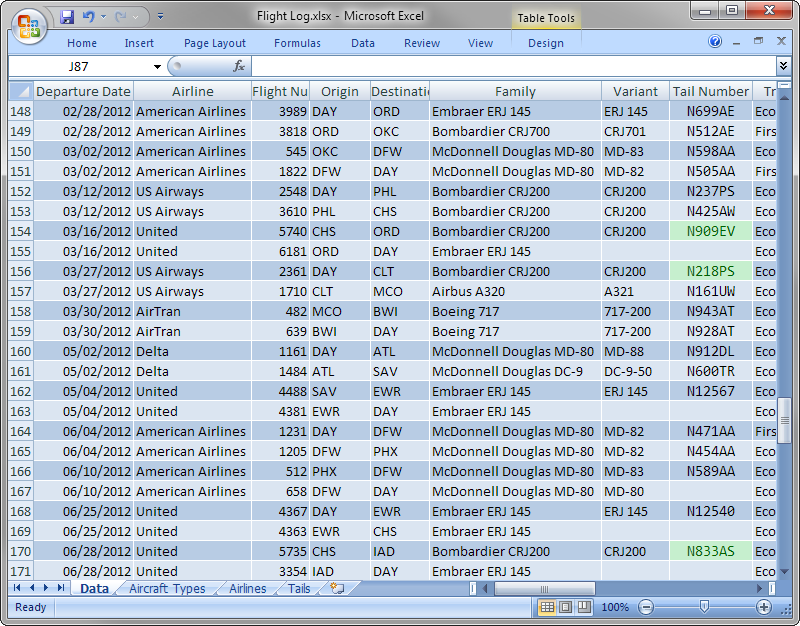 Flight Log.xlsx - Microsoft Excel
Table Tools
Home Insert Page Layout Formulas Data Review View Design
J87 fx
Departure Date Airline Flight Nu Origin Destinatio Family Variant Tail Number Tr
148 02/28/2012 American Airlines 3989 DAY ORD Embraer ERJ 145 ERJ 145 N699AE Eco
149 02/28/2012 American Airlines 3818 ORD OKC Bombardier CRJ700 CRJ701 N512AE Firs
150 03/02/2012 American Airlines 545 OKC DFW McDonnell Douglas MD-80 MD-83 N598AA Eco
151 03/02/2012 American Airlines 1822 DFW DAY McDonnell Douglas MD-80 MD-82 N505AA Firs
152 03/12/2012 US Airways 2548 DAY PHL Bombardier CRJ200 CRJ200 N237PS Eco
153 03/12/2012 US Airways 3610 PHL CHS Bombardier CRJ200 CRJ200 N425AW Eco
154 03/16/2012 United 5740 CHS ORD Bombardier CRJ200 CRJ200 N909EV Eco
155 03/16/2012 United 6181 ORD DAY Embraer ERJ 145 Eco
156 03/27/2012 US Airways 2361 DAY CLT Bombardier CRJ200 CRJ200 N218PS Eco
157 03/27/2012 US Airways 1710 CLT MCO Airbus A320 A321 N161UW Eco
158 03/30/2012 AirTran 482 MCO BWI Boeing 717 717-200 N943AT Eco
159 03/30/2012 AirTran 639 BWI DAY Boeing 717 717-200 N928AT Eco
160 05/02/2012 Delta 1161 DAY ATL McDonnell Douglas MD-80 MD-88 N912DL Eco
161 05/02/2012 Delta 1484 ATL SAV McDonnell Douglas DC-9 DC-9-50 N600TR Eco
162 05/04/2012 United 4488 SAV EWR Embraer ERJ 145 ERJ 145 N12567 Eco
163 05/04/2012 United 4381 EWR DAY Embraer ERJ 145 Eco
164 06/04/2012 American Airlines 1231 DAY DFW McDonnell Douglas MD-80 MD-82 N471AA Firs
165 06/04/2012 American Airlines 1205 DFW PHX McDonnell Douglas MD-80 MD-82 N454AA Eco
166 06/10/2012 American Airlines 512 PHX DFW McDonnell Douglas MD-80 MD-83 N589AA Eco
167 06/10/2012 American Airlines 658 DFW DAY McDonnell Douglas MD-80 MD-80 Eco
168 06/25/2012 United 4367 DAY EWR Embraer ERJ 145 ERJ 145 N12540 Eco
169 06/25/2012 United 4363 EWR CHS Embraer ERJ 145 Eco
170 06/28/2012 United 5735 CHS IAD Bombardier CRJ200 CRJ200 N833AS Eco
171 06/28/2012 United 3354 IAD DAY Embraer ERJ 145 Eco
Data Aircraft Types Airlines Tails
Ready 100%